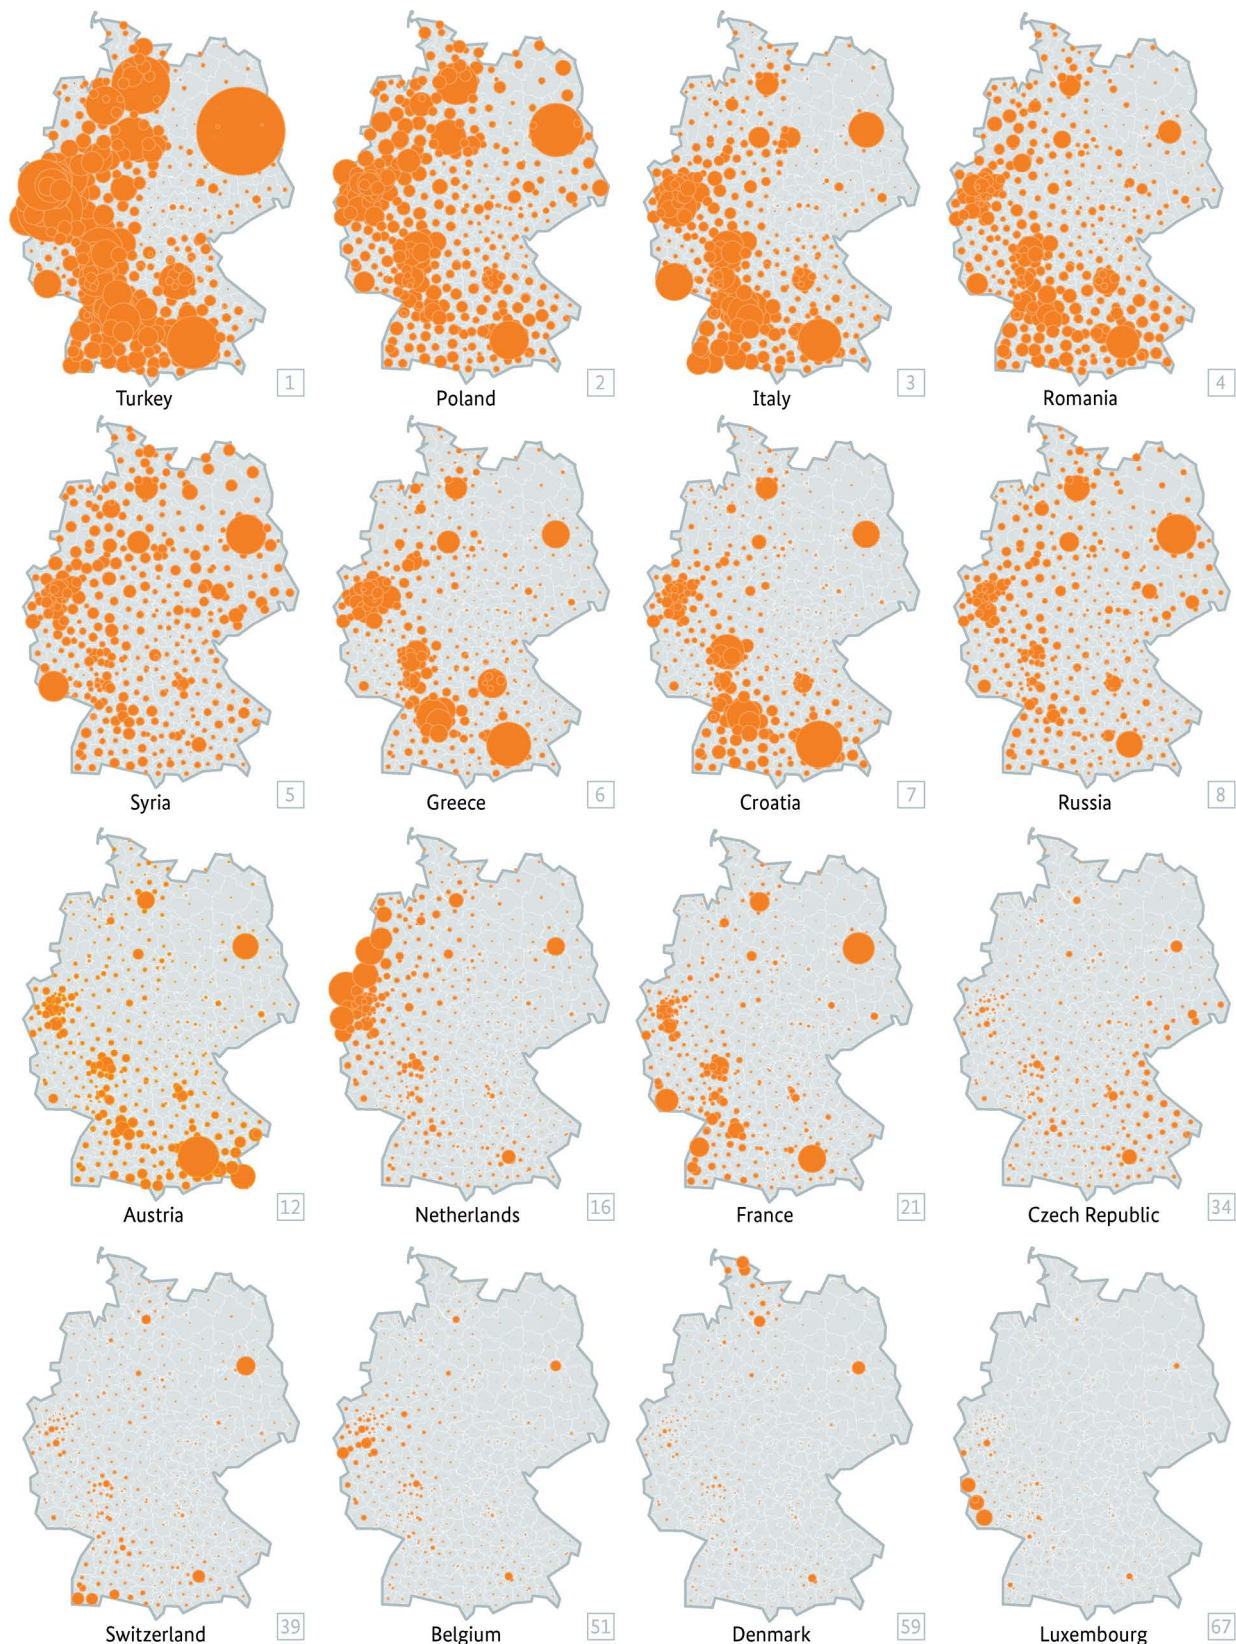 Turkey 1
Poland 2
Italy 3
Romania 4
Syria 5
Greece 6
Croatia 7
Russia 8
Austria 12
Netherlands 16
France 21
Czech Republic 34
Switzerland 39
Belgium 51
Denmark 59
Luxembourg 67